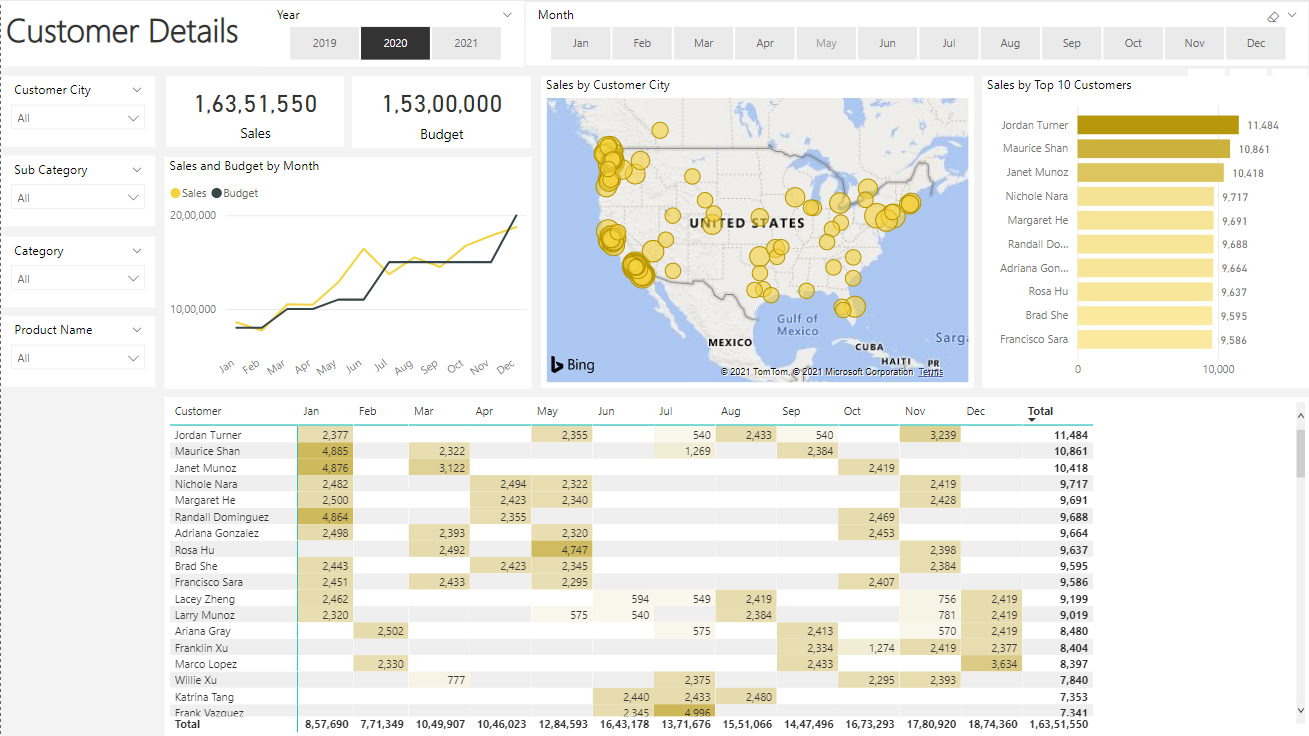 Customer Details
Year
2019 2020 2021
Month
Jan Feb Mar Apr May Jun Jul Aug Sep Oct Nov Dec
Customer City
All
Sub Category
All
Category
All
Product Name
All
1,63,51,550
Sales
1,53,00,000
Budget
Sales and Budget by Month
Sales Budget
20,00,000
10,00,000
Jan Feb Mar Apr May Jun Jul Aug Sep Oct Nov Dec
Sales by Customer City
UNITED STATES
Gulf of
Mexico
MEXICO
CUBA
HAITI
PR
Sarga
Bing
© 2021 TomTom, © 2021 Microsoft Corporation Terms
Sales by Top 10 Customers
Jordan Turner 11,484
Maurice Shan 10,861
Janet Munoz 10,418
Nichole Nara 9,717
Margaret He 9,691
Randall Do... 9,688
Adriana Gon... 9,664
Rosa Hu 9,637
Brad She 9,595
Francisco Sara 9,586
0 10,000
Customer Jan Feb Mar Apr May Jun Jul Aug Sep Oct Nov Dec Total
Jordan Turner 2,377 2,355 540 2,433 540 3,239 11,484
Maurice Shan 4,885 2,322 1,269 2,384 10,861
Janet Munoz 4,876 3,122 2,419 10,418
Nichole Nara 2,482 2,494 2,322 2,419 9,717
Margaret He 2,500 2,423 2,340 2,428 9,691
Randall Dominguez 4,864 2,355 2,469 9,688
Adriana Gonzalez 2,498 2,393 2,320 2,453 9,664
Rosa Hu 2,492 4,747 2,398 9,637
Brad She 2,443 2,423 2,345 2,384 9,595
Francisco Sara 2,451 2,433 2,295 2,407 9,586
Lacey Zheng 2,462 594 549 2,419 756 2,419 9,199
Larry Munoz 2,320 575 540 2,384 781 2,419 9,019
Ariana Gray 2,502 575 2,413 570 2,419 8,480
Franklin Xu 2,334 1,274 2,419 2,377 8,404
Marco Lopez 2,330 2,433 3,634 8,397
Willie Xu 777 2,375 2,295 2,393 7,840
Katrina Tang 2,440 2,433 2,480 7,353
Frank Vazquez 2,345 4,996 7,341
Total 8,57,690 7,71,349 10,49,907 10,46,023 12,84,593 16,43,178 13,71,676 15,51,066 14,47,496 16,73,293 17,80,920 18,74,360 1,63,51,550